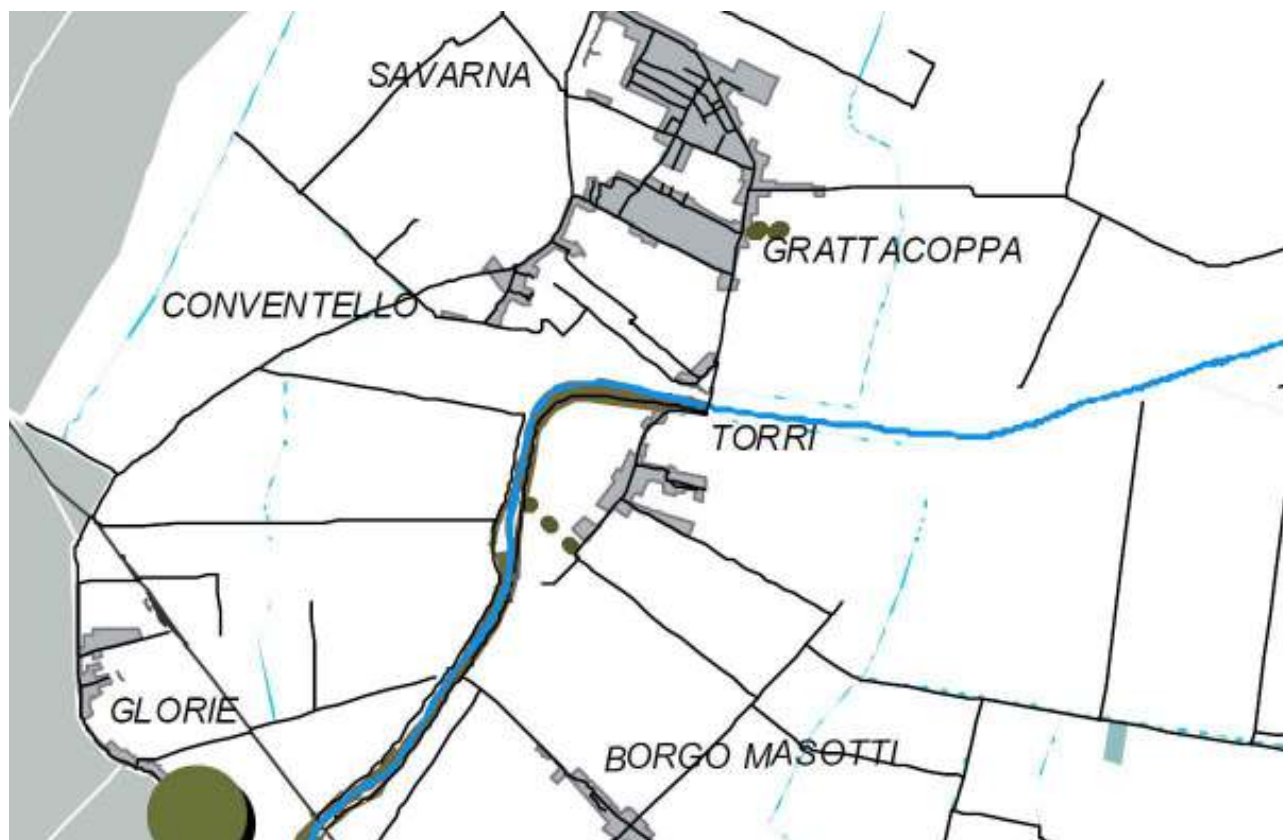 SAVARNA
GRATTACOPPA
CONVENTELLO
TORRI
GLORIE
BORGO MASOTTI